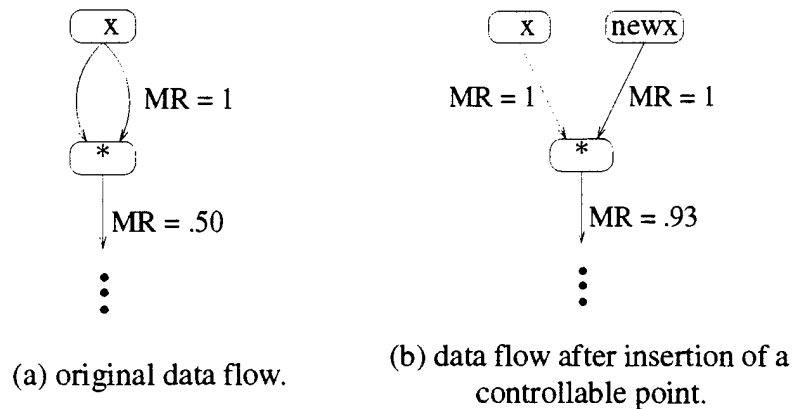 x
MR = 1
*
MR = .50
(a) original data flow.
x
newx
MR = 1
MR = 1
*
MR = .93
(b) data flow after insertion of a
controllable point.